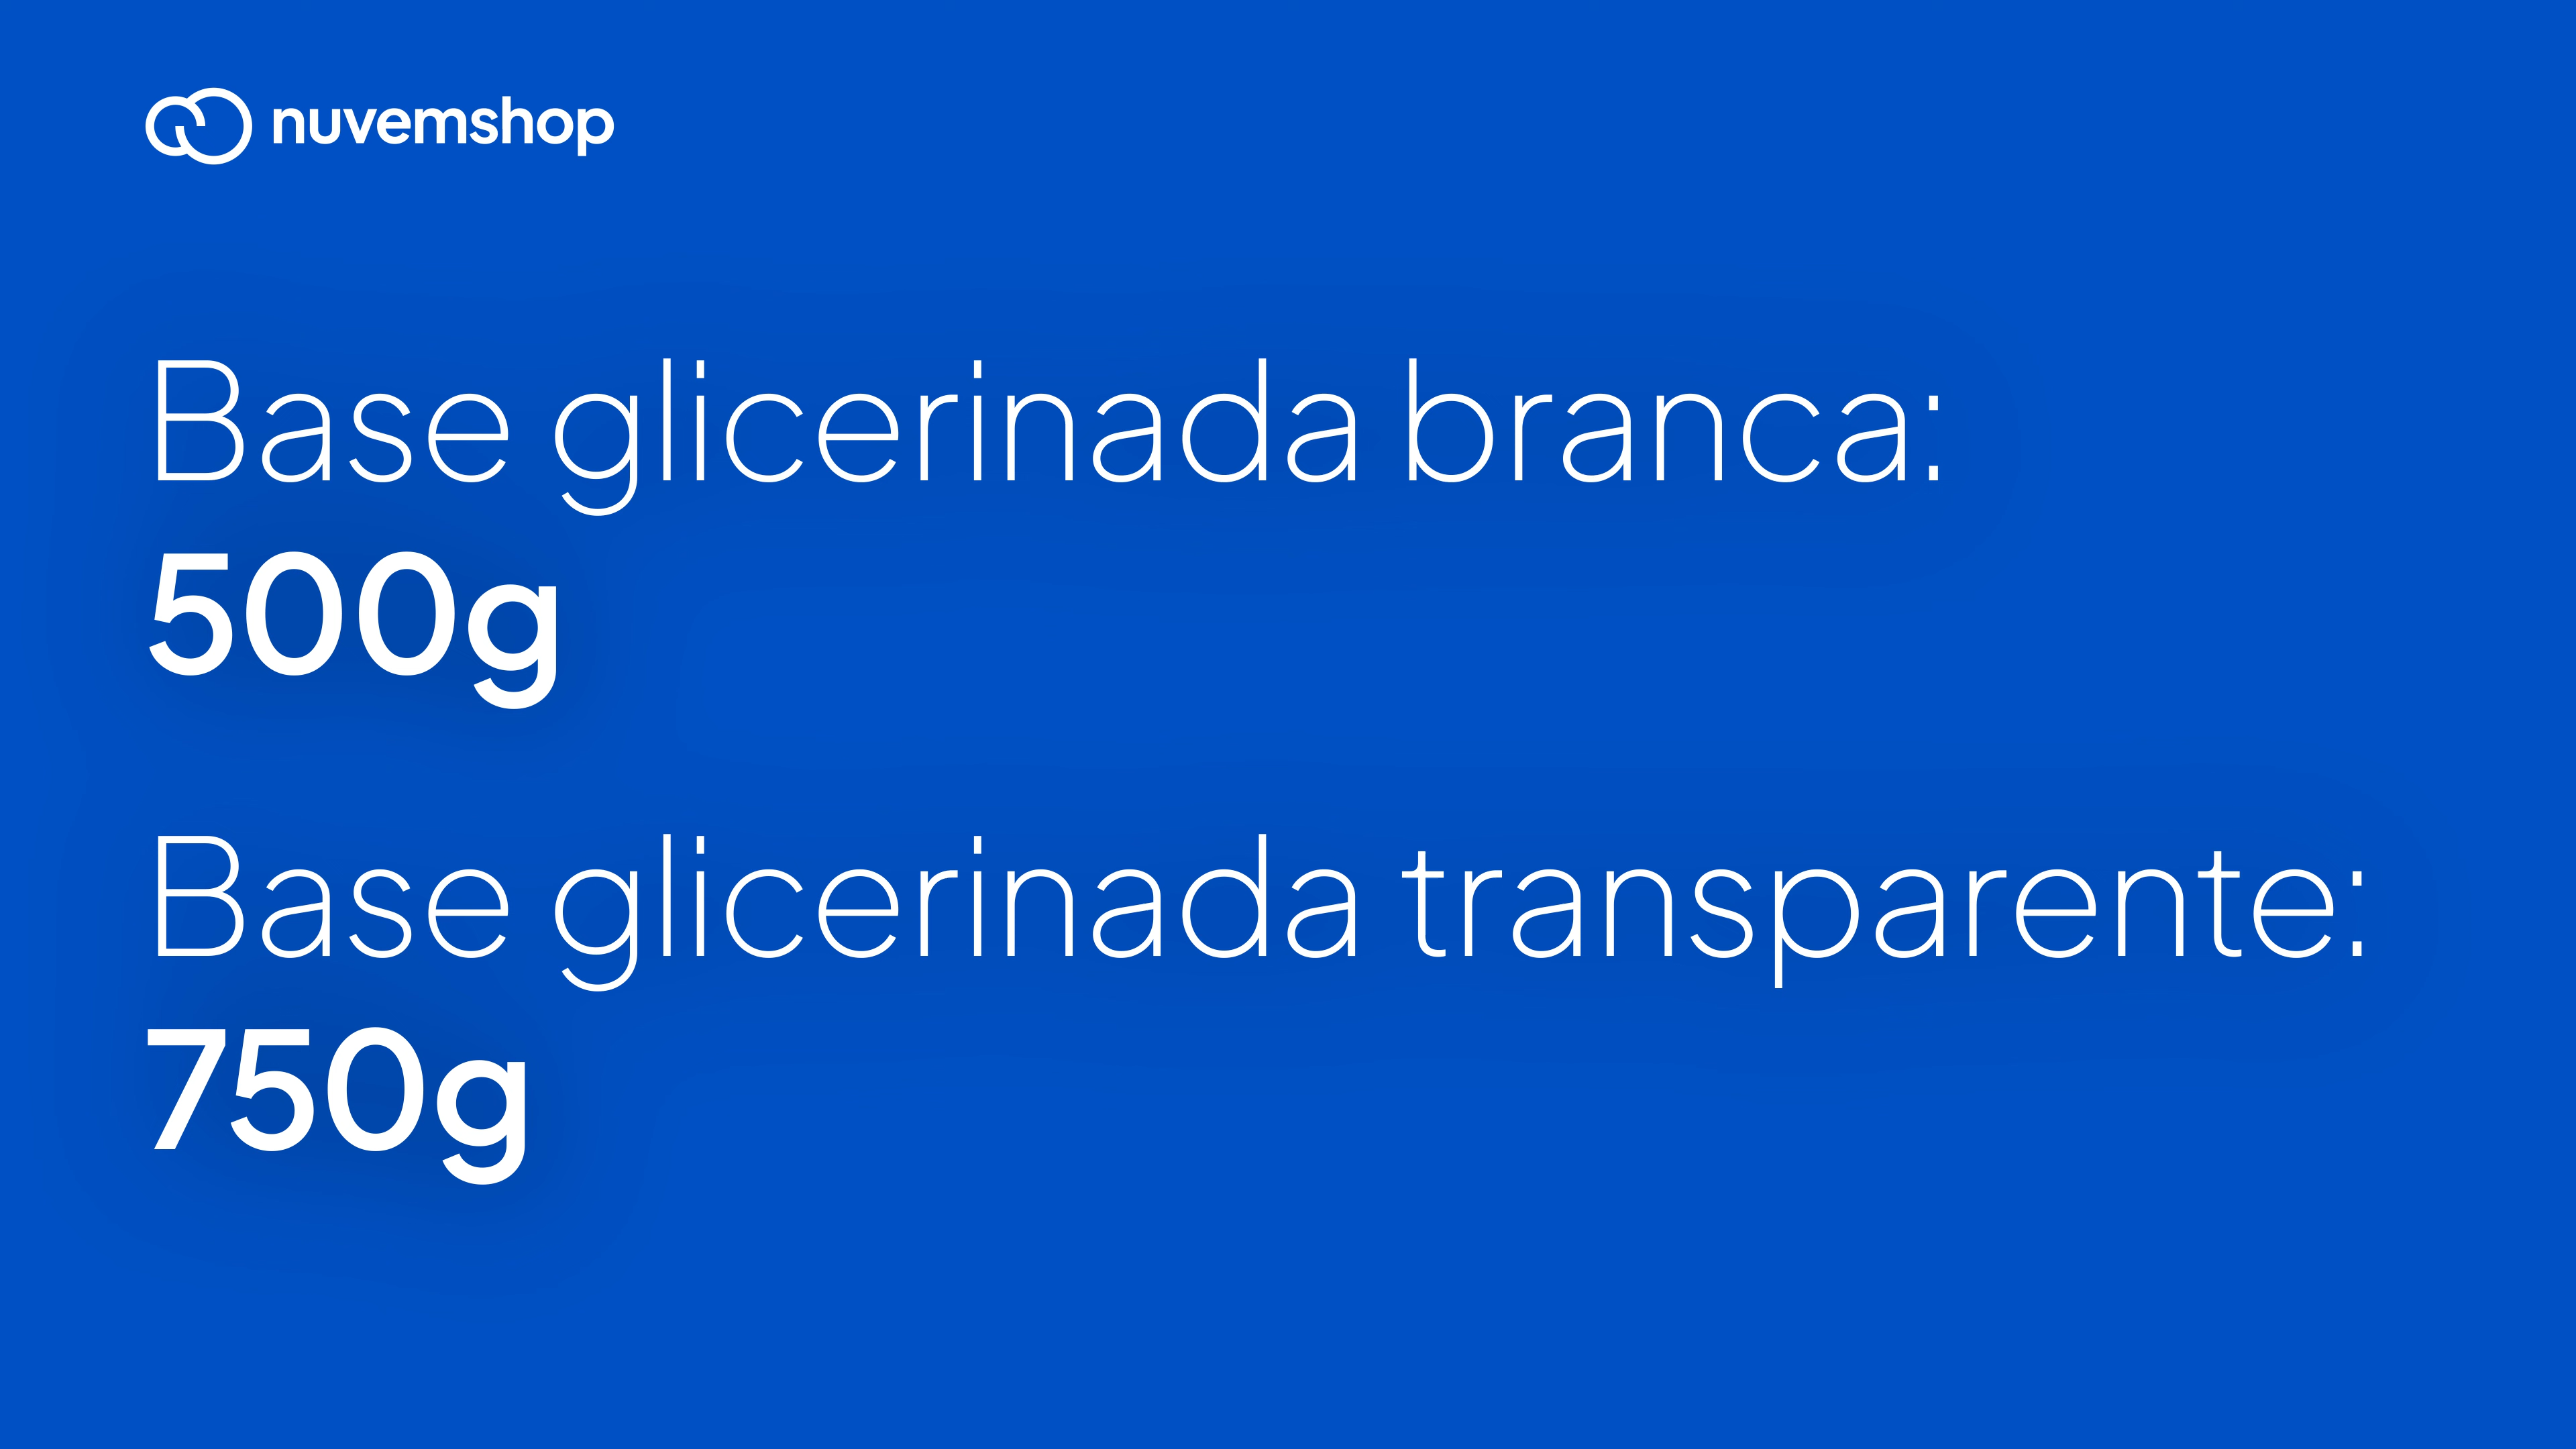 nuvemshop
Base glicerinada branca:
500g
Base glicerinada transparente:
750g